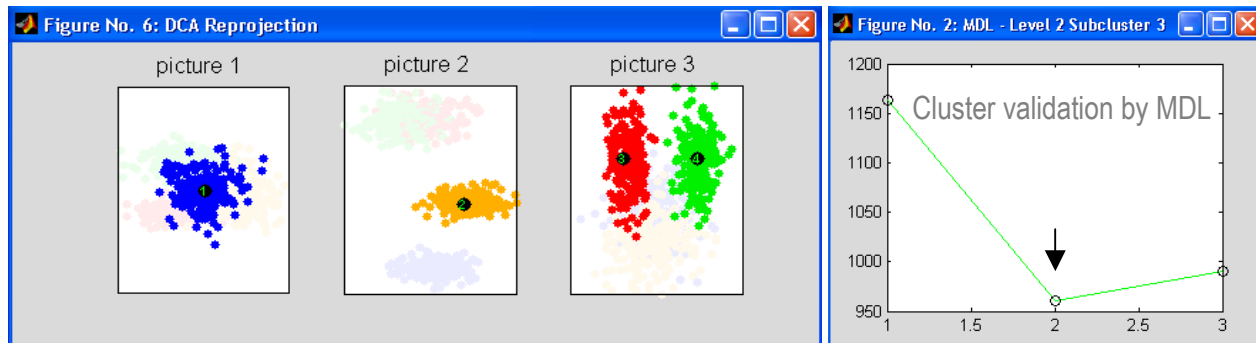 Figure No. 6: DCA Reprojection
picture 1
picture 2
picture 3
1
2
3
4
Figure No. 2: MDL - Level 2 Subcluster 3
Cluster validation by MDL
1200
1150
1100
1050
1000
950
1
1.5
2
2.5
3